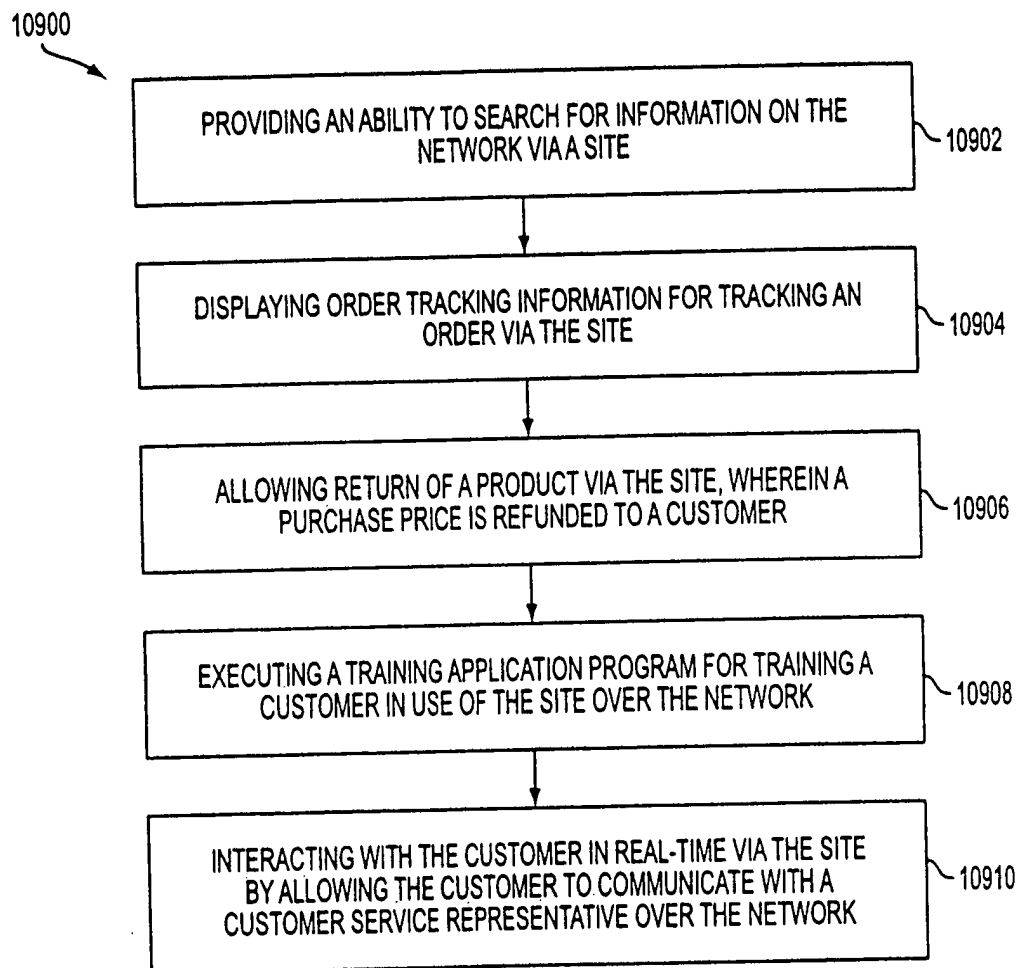 10900
PROVIDING AN ABILITY TO SEARCH FOR INFORMATION ON THE
NETWORK VIA A SITE
10902
DISPLAYING ORDER TRACKING INFORMATION FOR TRACKING AN
ORDER VIA THE SITE
10904
ALLOWING RETURN OF A PRODUCT VIA THE SITE, WHEREIN A
PURCHASE PRICE IS REFUNDED TO A CUSTOMER
10906
EXECUTING A TRAINING APPLICATION PROGRAM FOR TRAINING A
CUSTOMER IN USE OF THE SITE OVER THE NETWORK
10908
INTERACTING WITH THE CUSTOMER IN REAL-TIME VIA THE SITE
BY ALLOWING THE CUSTOMER TO COMMUNICATE WITH A
CUSTOMER SERVICE REPRESENTATIVE OVER THE NETWORK
10910